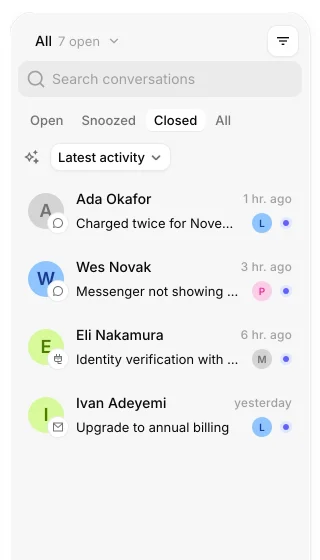 All 7 open
Search conversations
Open Snoozed Closed All
Latest activity
A Ada Okafor 1 hr. ago
Charged twice for Nove... L
W Wes Novak 3 hr. ago
Messenger not showing ... P
E Eli Nakamura 6 hr. ago
Identity verification with ... M
I Ivan Adeyemi yesterday
Upgrade to annual billing L